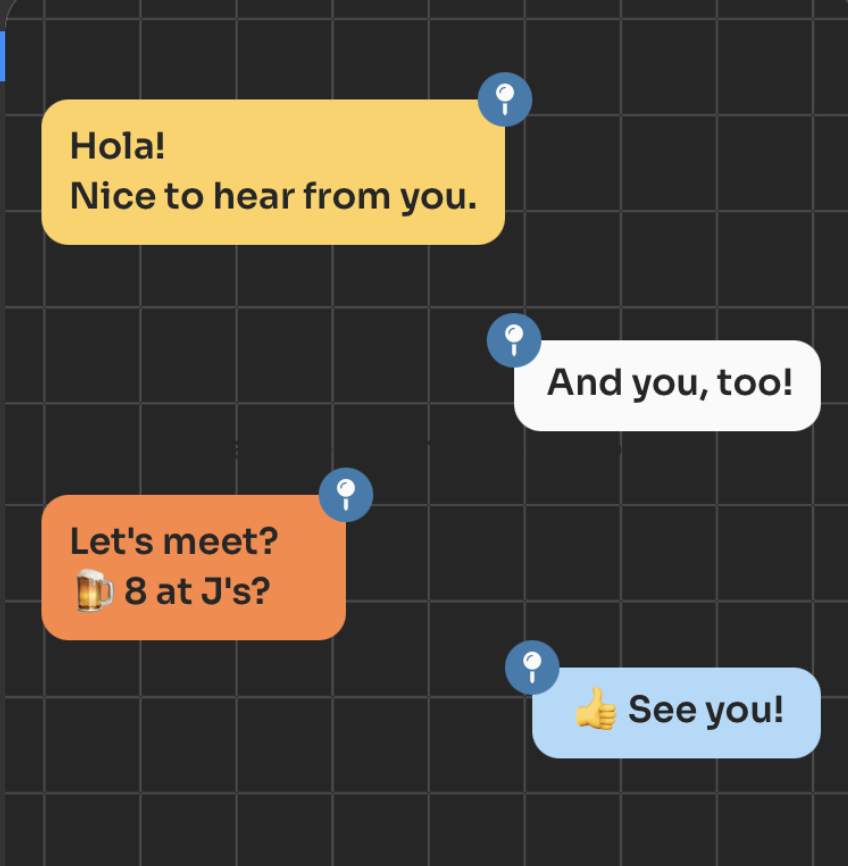 Hola!
Nice to hear from you.
And you, too!
Let's meet?
🍺 8 at J's?
👍 See you!